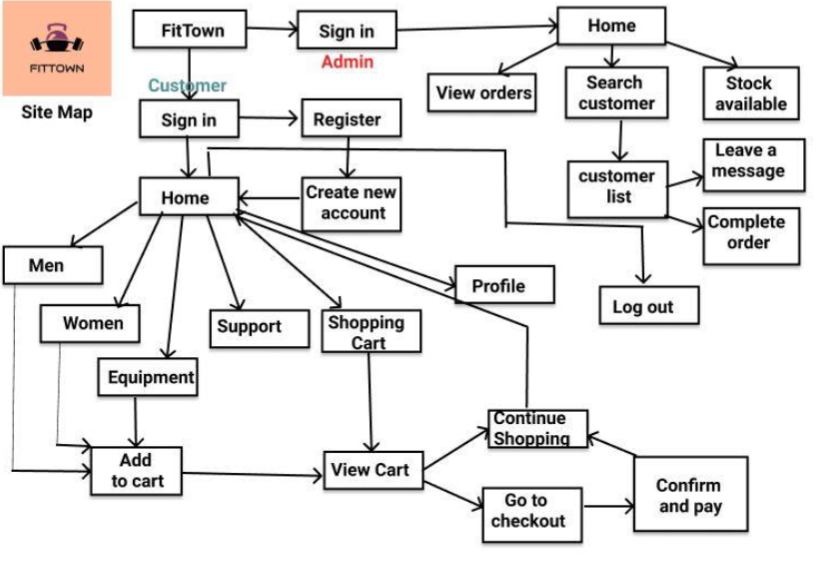 FITTOWN
Site Map
FitTown
Sign in
Admin
Home
View orders
Search
customer
Stock
available
Customer
Sign in
Register
customer
list
Leave a
message
Complete
order
Home
Create new
account
Men
Women
Equipment
Support
Shopping
Cart
Profile
Log out
Add
to cart
View Cart
Continue
Shopping
Go to
checkout
Confirm
and pay